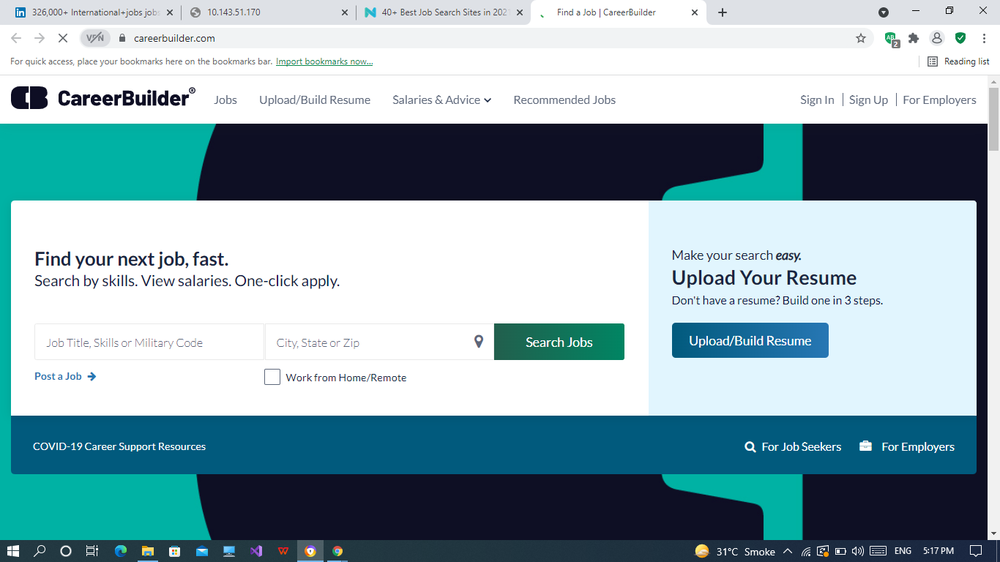 326,000+ International+jobs jobs
10.143.51.170
40+ Best Job Search Sites in 2021
Find a Job | CareerBuilder
VPN
careerbuilder.com
2
For quick access, place your bookmarks here on the bookmarks bar. Import bookmarks now...
Reading list
CareerBuilder®
Jobs
Upload/Build Resume
Salaries & Advice
Recommended Jobs
Sign In
Sign Up
For Employers
Find your next job, fast.
Search by skills. View salaries. One-click apply.
Job Title, Skills or Military Code
City, State or Zip
Search Jobs
Post a Job
Work from Home/Remote
Make your search easy.
Upload Your Resume
Don't have a resume? Build one in 3 steps.
Upload/Build Resume
COVID-19 Career Support Resources
For Job Seekers
For Employers
31°C Smoke
ENG
5:17 PM